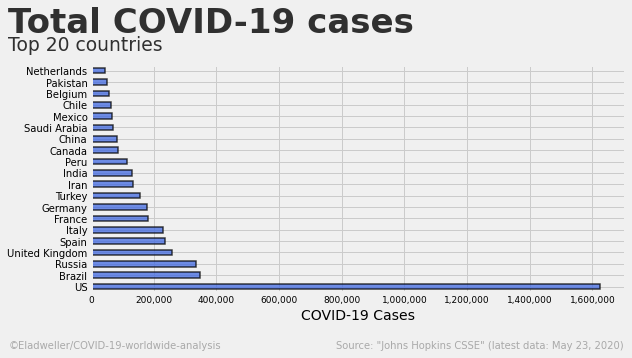 Total COVID-19 cases
Top 20 countries
Netherlands
Pakistan
Belgium
Chile
Mexico
Saudi Arabia
China
Canada
Peru
India
Iran
Turkey
Germany
France
Italy
Spain
United Kingdom
Russia
Brazil
US
0 200,000 400,000 600,000 800,000 1,000,000 1,200,000 1,400,000 1,600,000
COVID-19 Cases
©Eladweller/COVID-19-worldwide-analysis Source: "Johns Hopkins CSSE" (latest data: May 23, 2020)